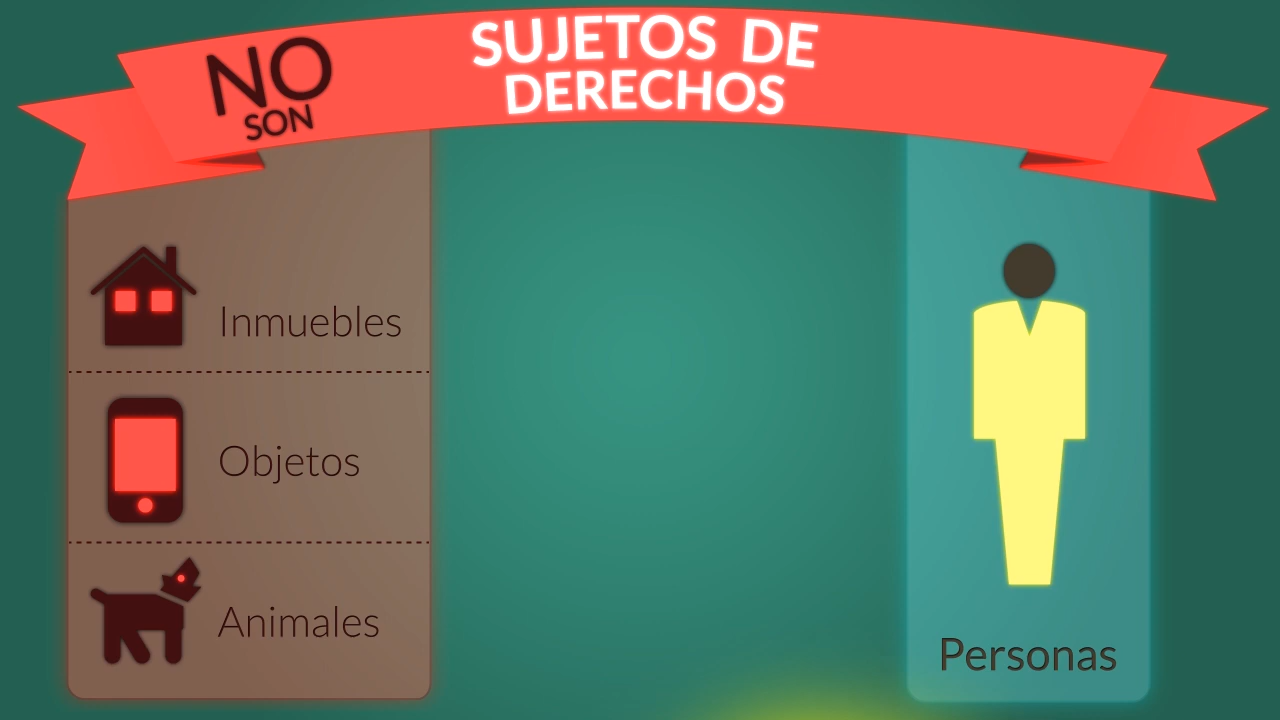 NO
SON
SUJETOS DE
DERECHOS
Inmuebles
Objetos
Animales
Personas